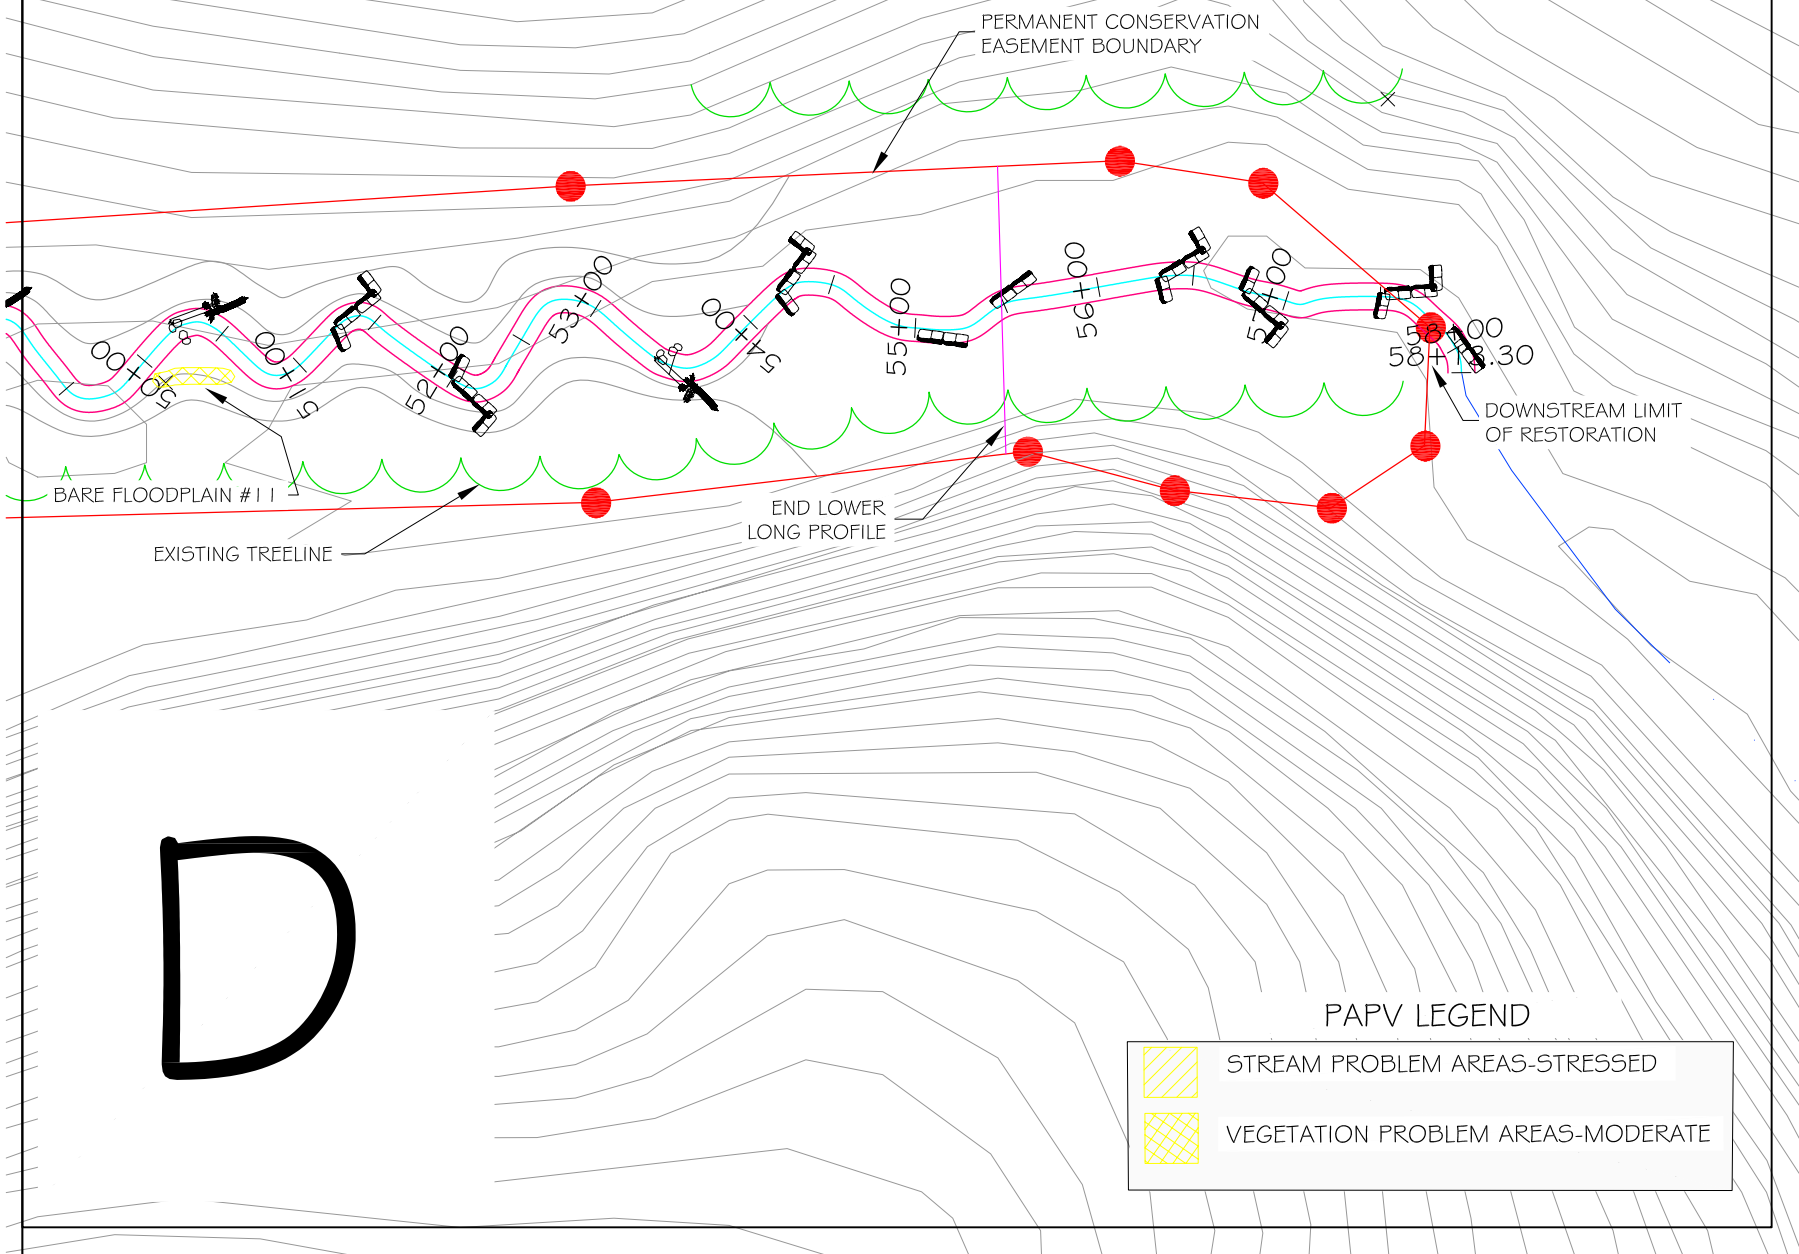 PERMANENT CONSERVATION
EASEMENT BOUNDARY
50+00
51+00
52+00
53+00
54+00
55+00
56+00
57+00
58+00
58+18.30
DOWNSTREAM LIMIT
OF RESTORATION
BARE FLOODPLAIN #11
END LOWER
LONG PROFILE
EXISTING TREELINE
D
PAPV LEGEND
STREAM PROBLEM AREAS-STRESSED
VEGETATION PROBLEM AREAS-MODERATE